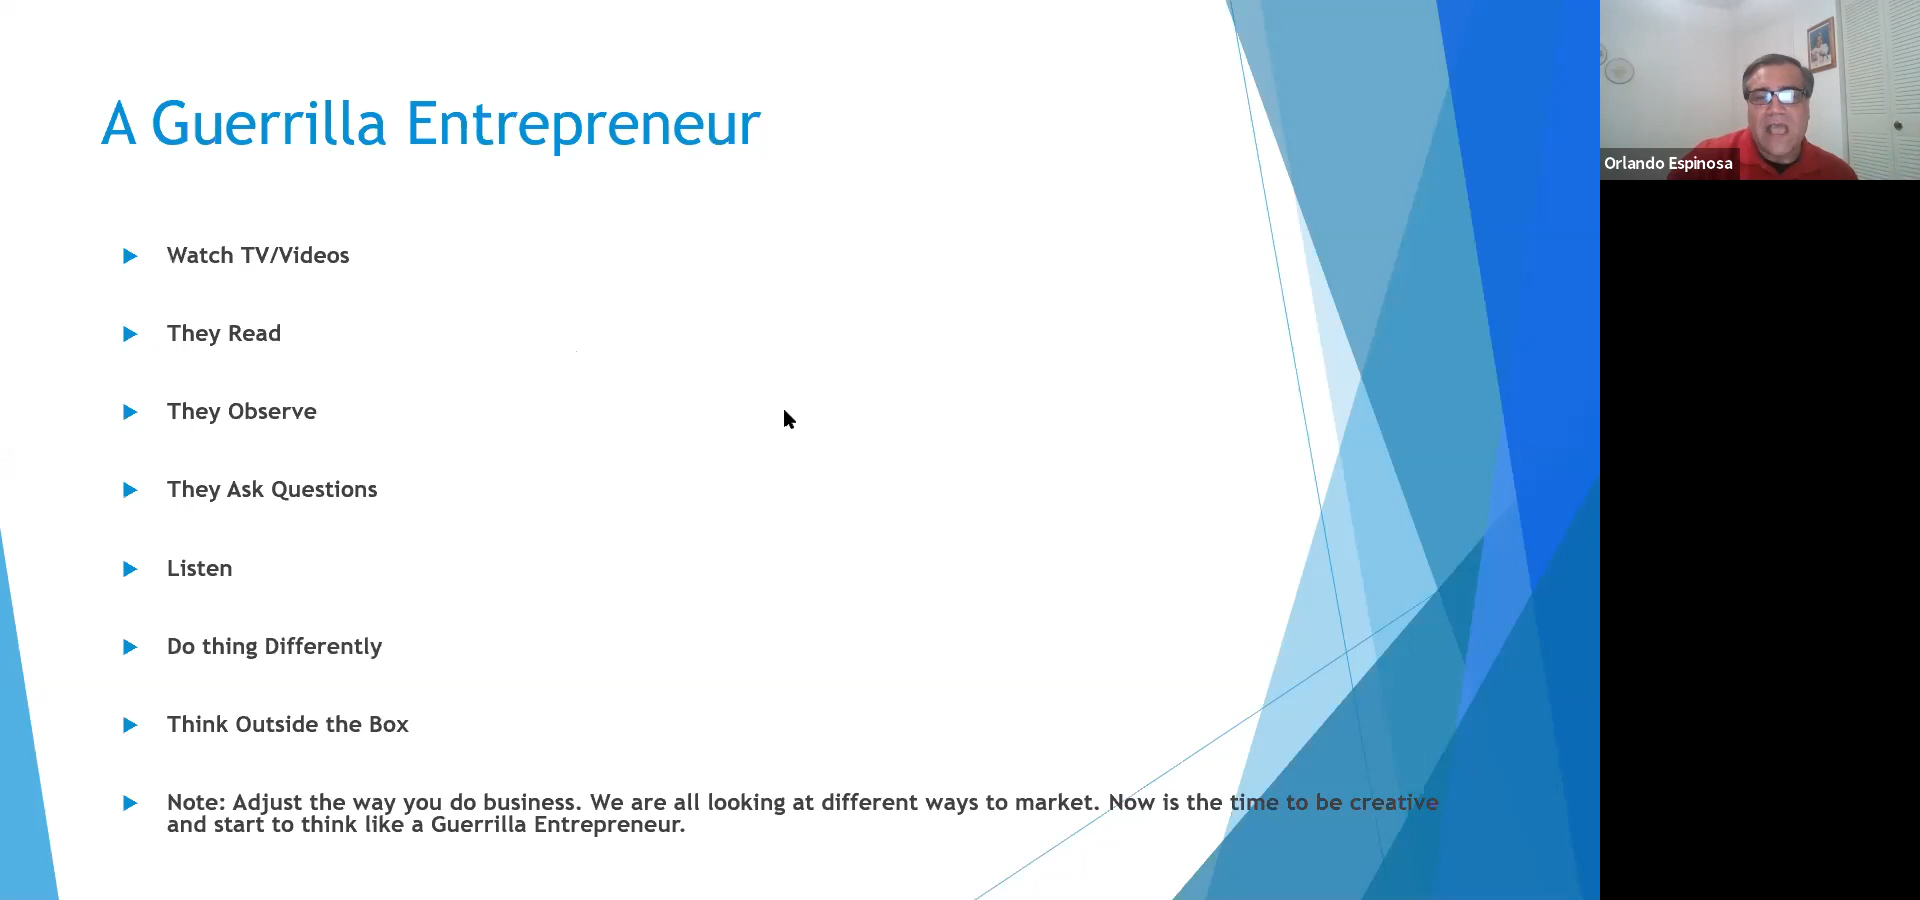 A Guerrilla Entrepreneur
Watch TV/Videos
They Read
They Observe
They Ask Questions
Listen
Do thing Differently
Think Outside the Box
Note: Adjust the way you do business. We are all looking at different ways to market. Now is the time to be creative
and start to think like a Guerrilla Entrepreneur.
Orlando Espinosa